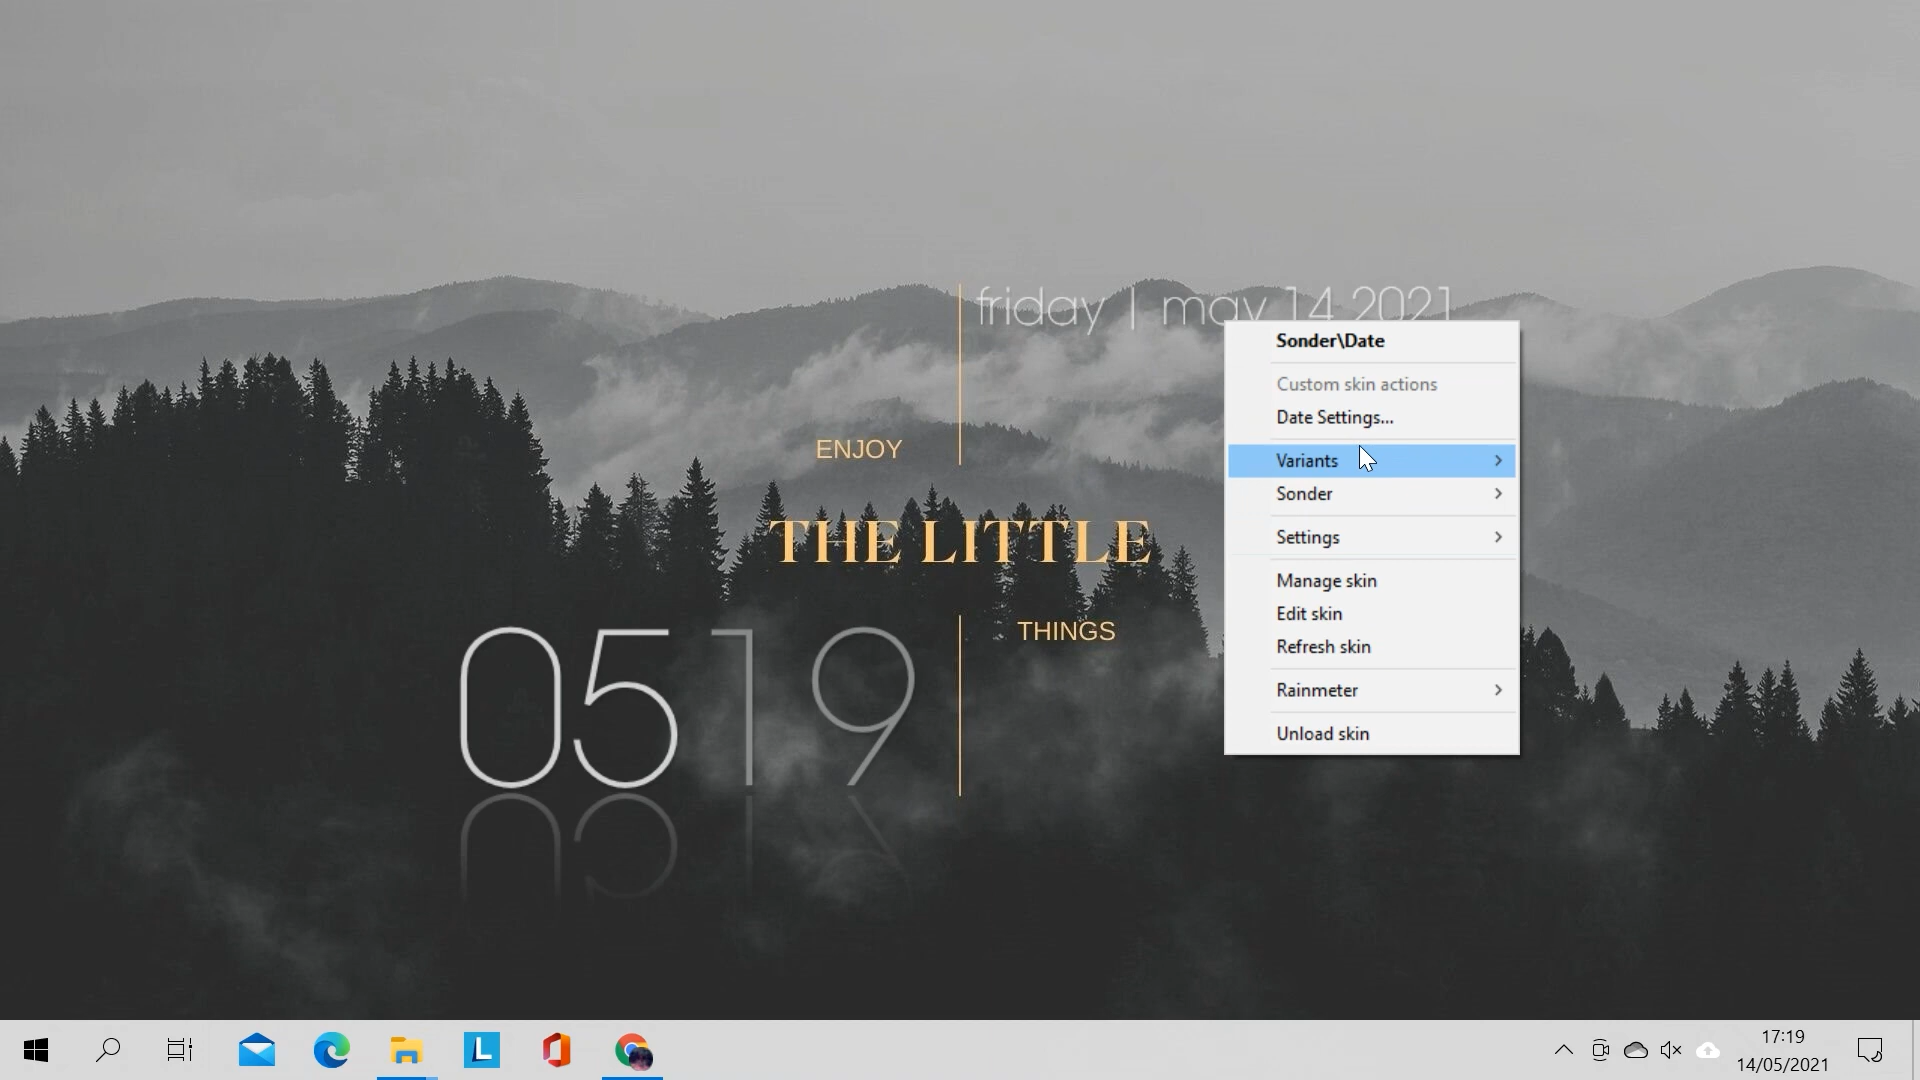 friday | may 14 2021
Sonder\Date
Custom skin actions
Date Settings...
Variants
Sonder
Settings
Manage skin
Edit skin
Refresh skin
Rainmeter
Unload skin
ENJOY
THE LITTLE
THINGS
0519
L
17:19
14/05/2021